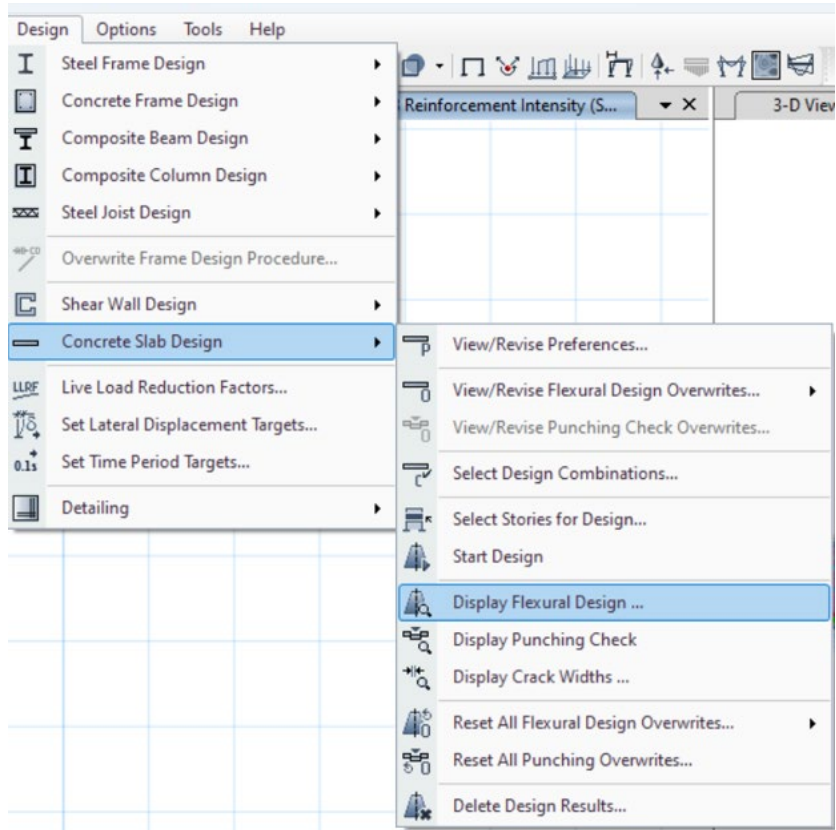 Design Options Tools Help
Steel Frame Design
Concrete Frame Design
Reinforcement Intensity (S...
3-D View
Composite Beam Design
Composite Column Design
Steel Joist Design
Overwrite Frame Design Procedure...
Shear Wall Design
Concrete Slab Design
LLRF Live Load Reduction Factors...
Set Lateral Displacement Targets...
0.1s Set Time Period Targets...
Detailing
View/Revise Preferences...
View/Revise Flexural Design Overwrites...
View/Revise Punching Check Overwrites...
Select Design Combinations...
Select Stories for Design...
Start Design
Display Flexural Design ...
Display Punching Check
Display Crack Widths ...
Reset All Flexural Design Overwrites...
Reset All Punching Overwrites...
Delete Design Results...